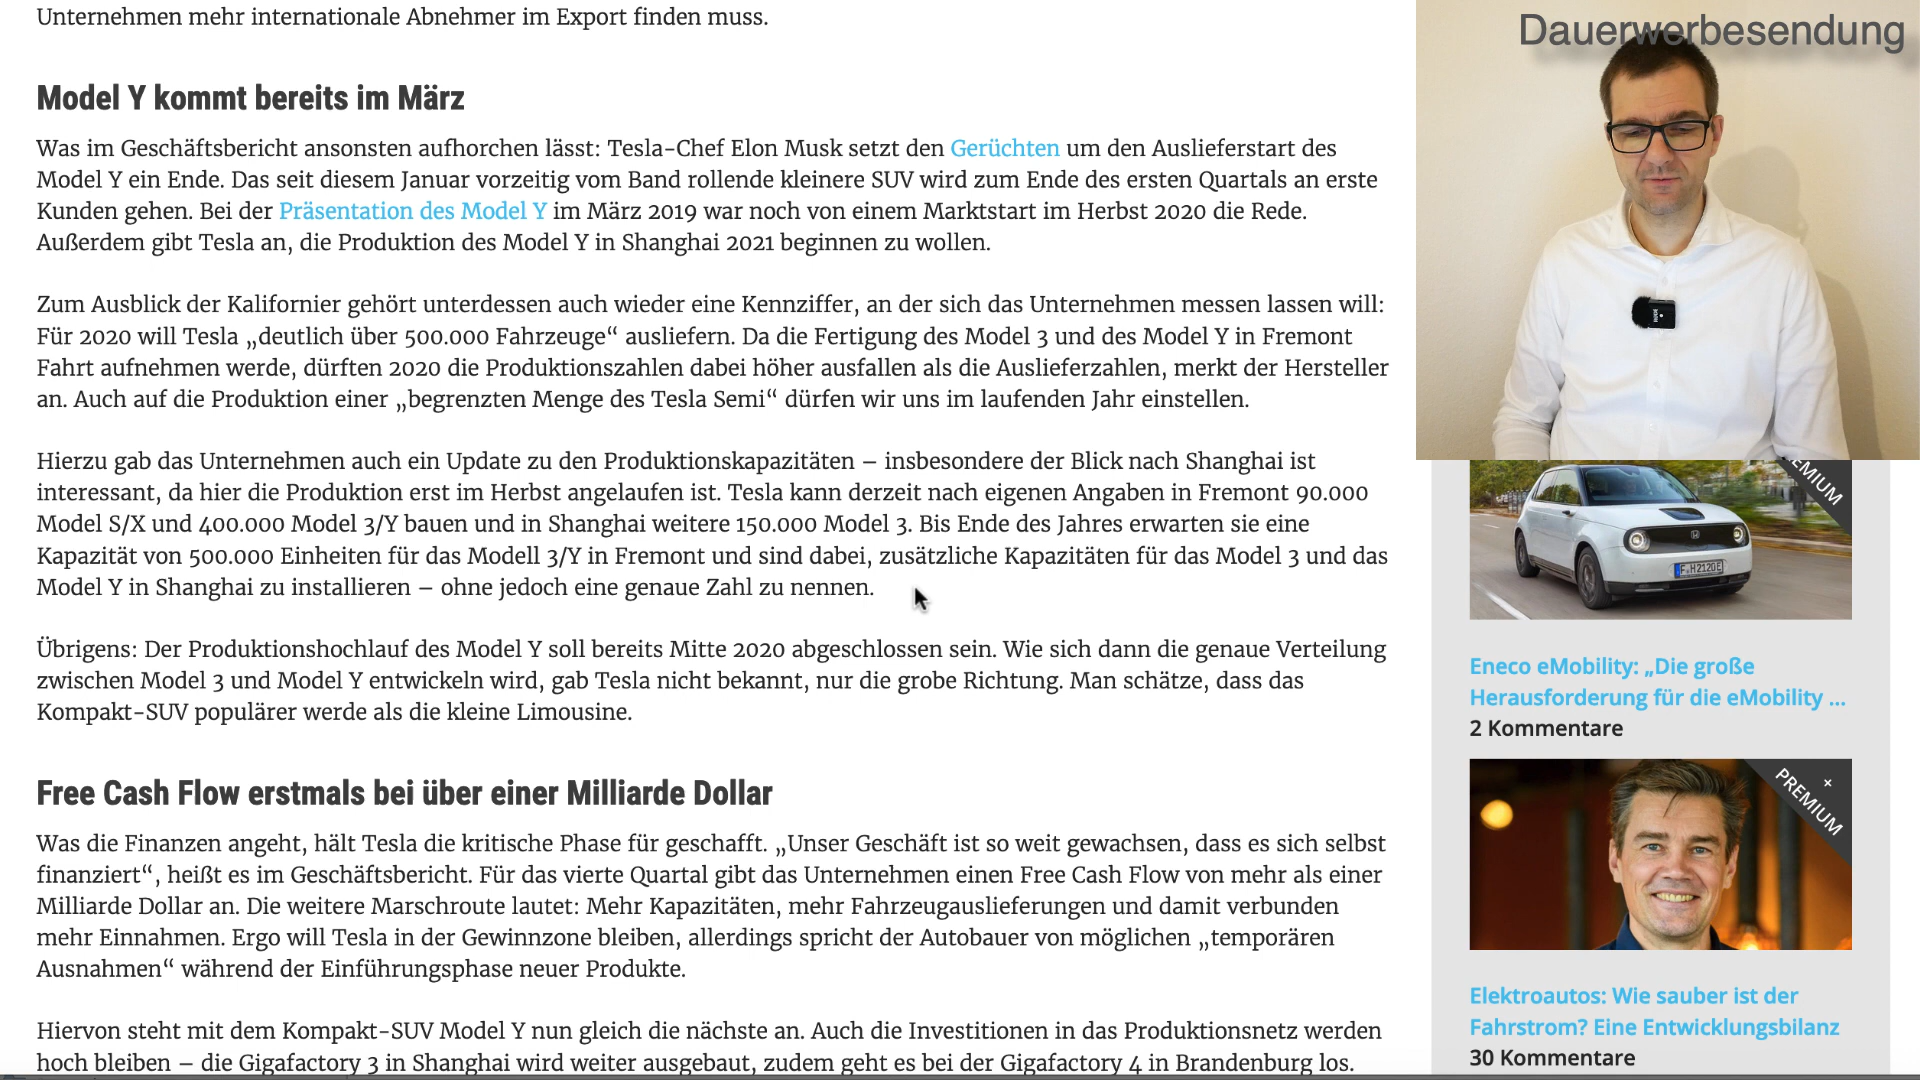 Unternehmen mehr internationale Abnehmer im Export finden muss.
Model Y kommt bereits im März
Was im Geschäftsbericht ansonsten aufhorchen lässt: Tesla-Chef Elon Musk setzt den Gerüchten um den Auslieferstart des
Model Y ein Ende. Das seit diesem Januar vorzeitig vom Band rollende kleinere SUV wird zum Ende des ersten Quartals an erste
Kunden gehen. Bei der Präsentation des Model Y im März 2019 war noch von einem Marktstart im Herbst 2020 die Rede.
Außerdem gibt Tesla an, die Produktion des Model Y in Shanghai 2021 beginnen zu wollen.
Zum Ausblick der Kalifornier gehört unterdessen auch wieder eine Kennziffer, an der sich das Unternehmen messen lassen will:
Für 2020 will Tesla „deutlich über 500.000 Fahrzeuge“ ausliefern. Da die Fertigung des Model 3 und des Model Y in Fremont
Fahrt aufnehmen werde, dürften 2020 die Produktionszahlen dabei höher ausfallen als die Auslieferzahlen, merkt der Hersteller
an. Auch auf die Produktion einer „begrenzten Menge des Tesla Semi“ dürfen wir uns im laufenden Jahr einstellen.
Hierzu gab das Unternehmen auch ein Update zu den Produktionskapazitäten – insbesondere der Blick nach Shanghai ist
interessant, da hier die Produktion erst im Herbst angelaufen ist. Tesla kann derzeit nach eigenen Angaben in Fremont 90.000
Model S/X und 400.000 Model 3/Y bauen und in Shanghai weitere 150.000 Model 3. Bis Ende des Jahres erwarten sie eine
Kapazität von 500.000 Einheiten für das Modell 3/Y in Fremont und sind dabei, zusätzliche Kapazitäten für das Model 3 und das
Model Y in Shanghai zu installieren – ohne jedoch eine genaue Zahl zu nennen.
Übrigens: Der Produktionshochlauf des Model Y soll bereits Mitte 2020 abgeschlossen sein. Wie sich dann die genaue Verteilung
zwischen Model 3 und Model Y entwickeln wird, gab Tesla nicht bekannt, nur die grobe Richtung. Man schätze, dass das
Kompakt-SUV populärer werde als die kleine Limousine.
Free Cash Flow erstmals bei über einer Milliarde Dollar
Was die Finanzen angeht, hält Tesla die kritische Phase für geschafft. „Unser Geschäft ist so weit gewachsen, dass es sich selbst
finanziert“, heißt es im Geschäftsbericht. Für das vierte Quartal gibt das Unternehmen einen Free Cash Flow von mehr als einer
Milliarde Dollar an. Die weitere Marschroute lautet: Mehr Kapazitäten, mehr Fahrzeugauslieferungen und damit verbunden
mehr Einnahmen. Ergo will Tesla in der Gewinnzone bleiben, allerdings spricht der Autobauer von möglichen „temporären
Ausnahmen“ während der Einführungsphase neuer Produkte.
Hiervon steht mit dem Kompakt-SUV Model Y nun gleich die nächste an. Auch die Investitionen in das Produktionsnetz werden
hoch bleiben – die Gigafactory 3 in Shanghai wird weiter ausgebaut, zudem geht es bei der Gigafactory 4 in Brandenburg los.
Dauerwerbesendung
EMIUM
F·H2120E
Eneco eMobility: „Die große
Herausforderung für die eMobility ...
2 Kommentare
+
PREMIUM
Elektroautos: Wie sauber ist der
Fahrstrom? Eine Entwicklungsbilanz
30 Kommentare